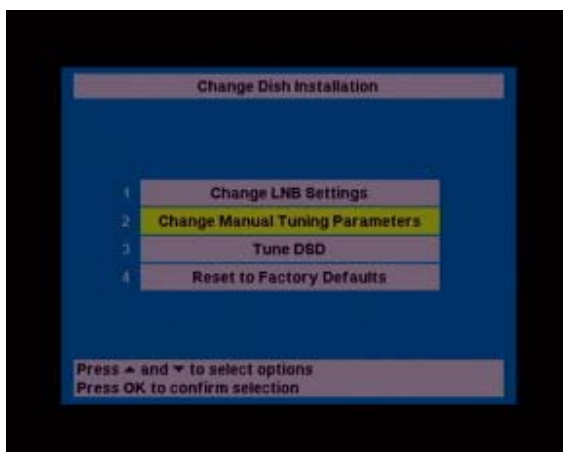 Change Dish Installation
1 Change LNB Settings
2 Change Manual Tuning Parameters
3 Tune DSD
4 Reset to Factory Defaults
Press ▲ and ▼ to select options
Press OK to confirm selection